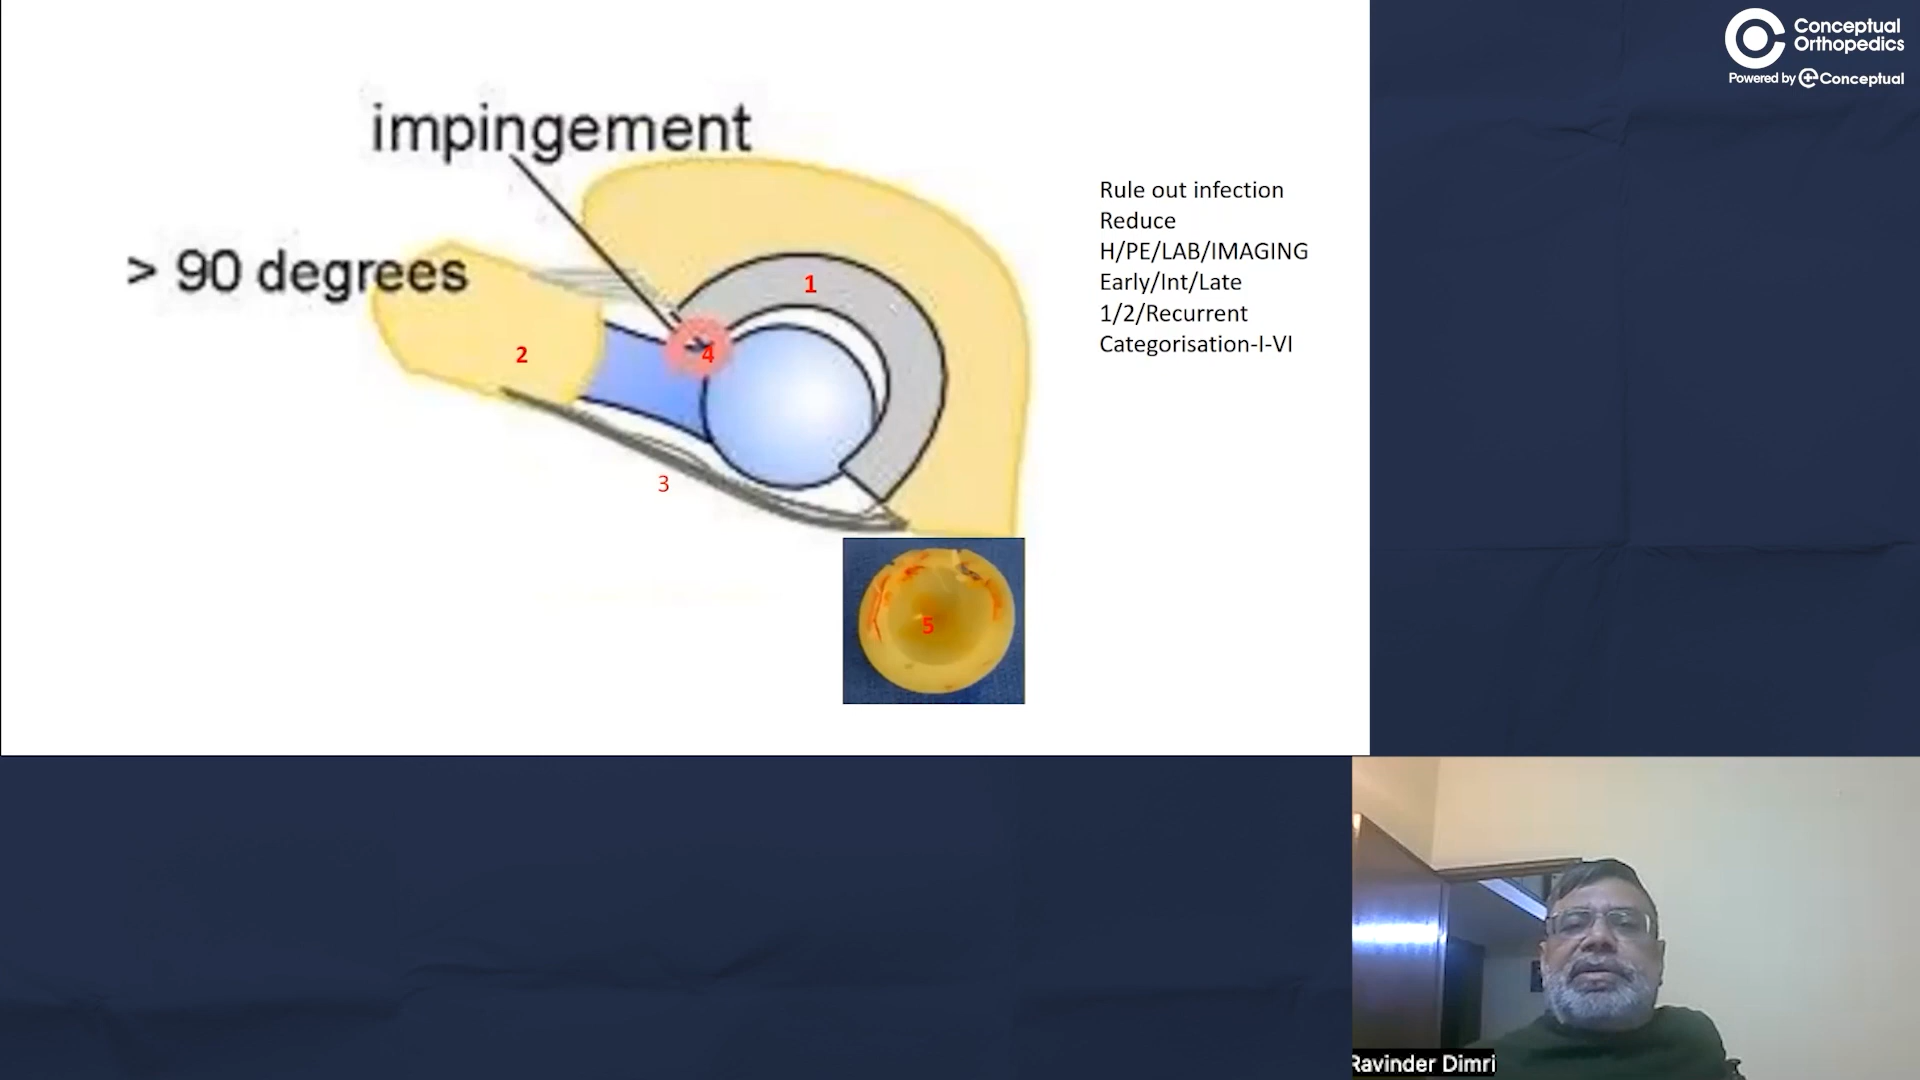 impingement
> 90 degrees
1
2
4
3
5
Rule out infection
Reduce
H/PE/LAB/IMAGING
Early/Int/Late
1/2/Recurrent
Categorisation-I-VI
Conceptual
Orthopedics
Powered by Conceptual
Ravinder Dimri